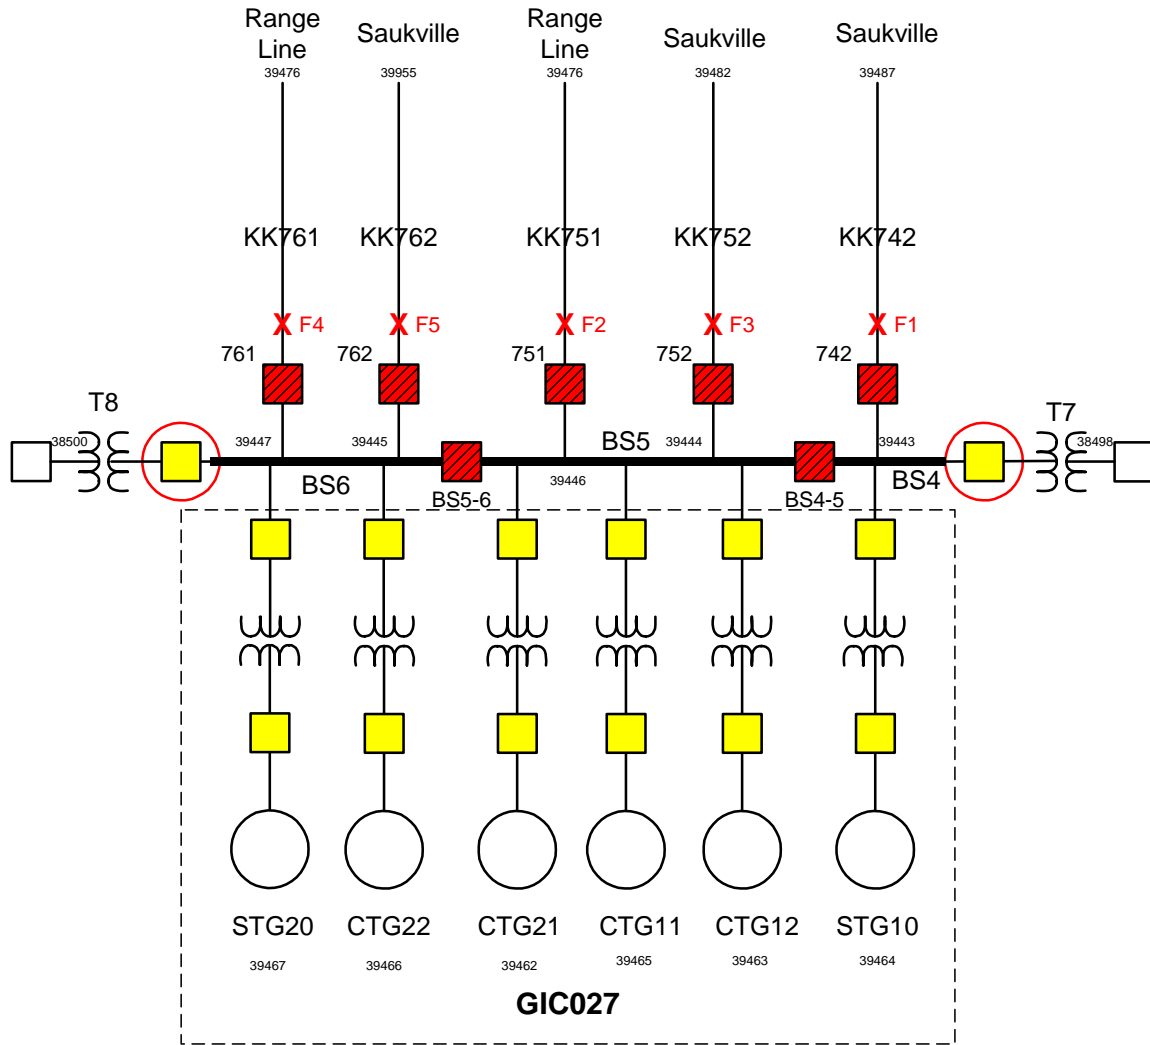 Range
Line
Saukville
Range
Line
Saukville
Saukville
39476
39955
39476
39482
39487
KK761
KK762
KK751
KK752
KK742
X F4
X F5
X F2
X F3
X F1
761
762
751
752
742
T8
T7
38500
39447
39445
BS5
39444
39443
38498
BS6
BS5-6
39446
BS4-5
BS4
STG20
CTG22
CTG21
CTG11
CTG12
STG10
39467
39466
39462
39465
39463
39464
GIC027